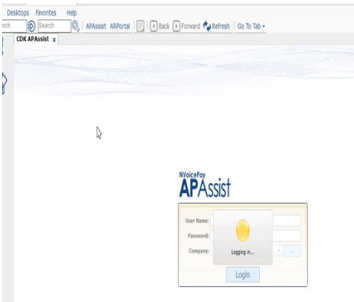 Desktops Favorites Help
Search APAssist ARPortal Back Forward Refresh Go To Tab
CDK APAssist x
NVoicePay
APAssist
User Name:
Password:
Company:
Logging in...
...
Login